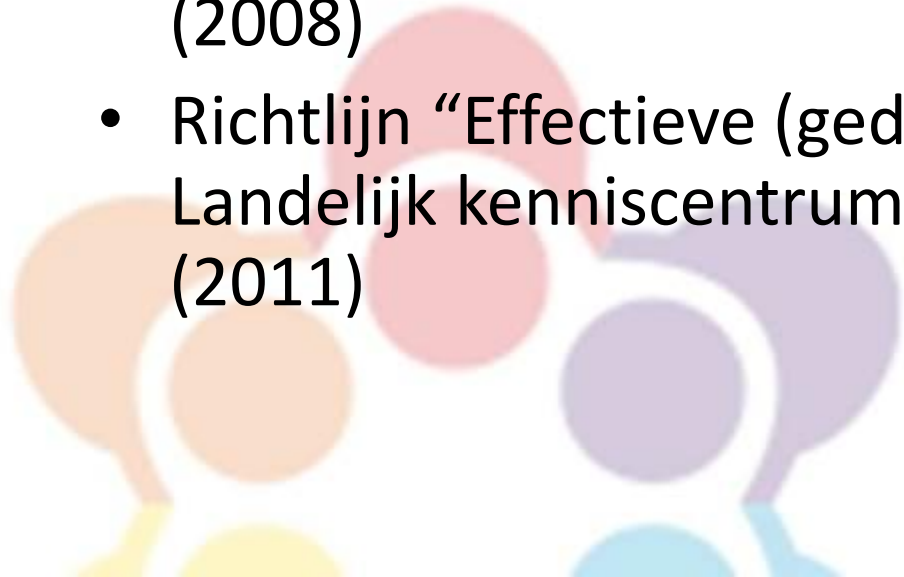 (2008)
• Richtlijn “Effectieve (ged
Landelijk kenniscentrum
(2011)